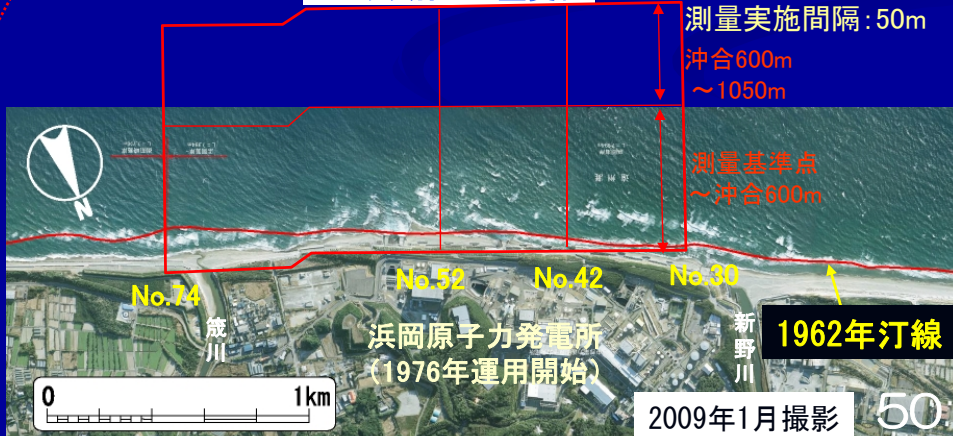 測量実施間隔:50m
沖合600m
～1050m
測量基準点
～沖合600m
N
No.74
No.52
No.42
No.30
筬川
浜岡原子力発電所
(1976年運用開始)
新野川
1962年汀線
0
1km
2009年1月撮影
50